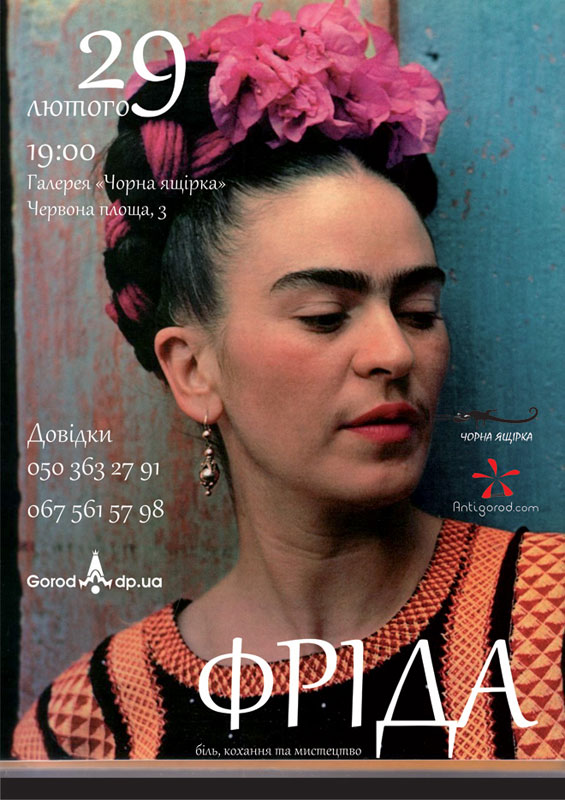 29
лютого
19:00
Галерея «Чорна ящірка»
Червона площа, 3
Довідки
050 363 27 91
067 561 57 98
ЧОРНА ЯЩІРКА
Antigorod.com
Gorod dp.ua
ФРІДА
біль, кохання та мистецтво